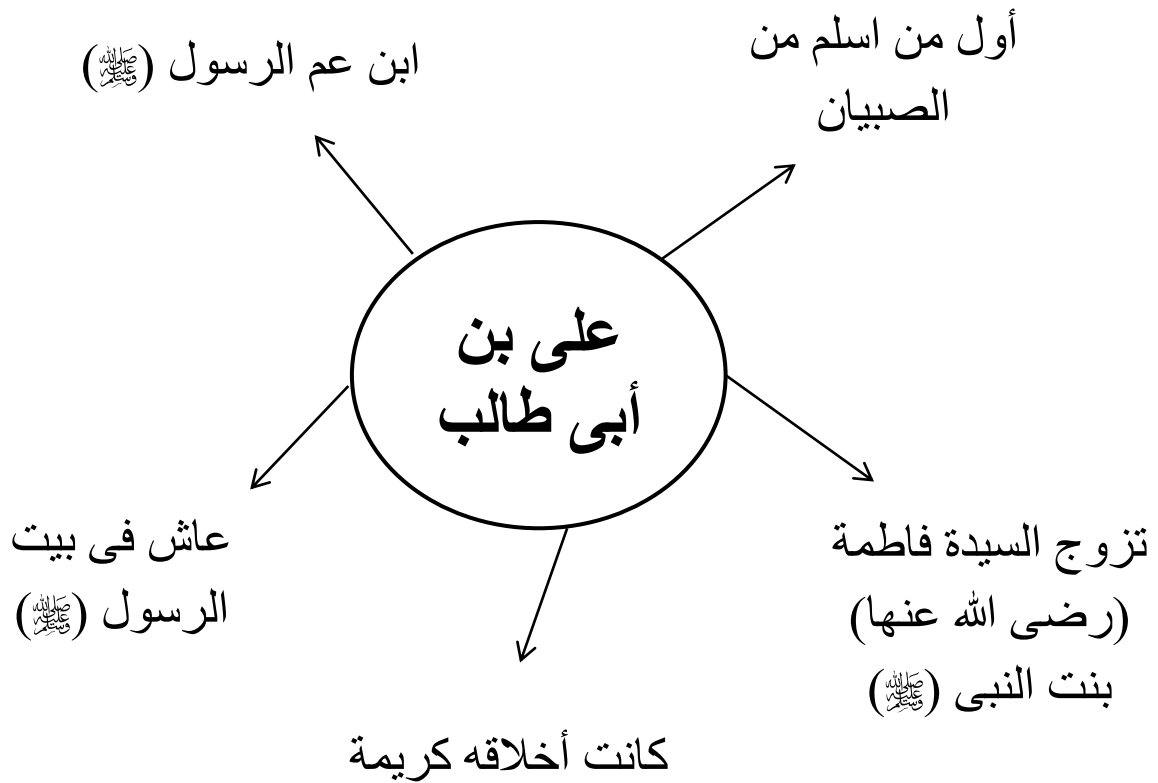 أول من اسلم من
الصبيان
ابن عم الرسول (ﷺ)
على بن
أبى طالب
تزوج السيدة فاطمة
(رضى الله عنها)
بنت النبى (ﷺ)
عاش فى بيت
الرسول (ﷺ)
كانت أخلاقه كريمة